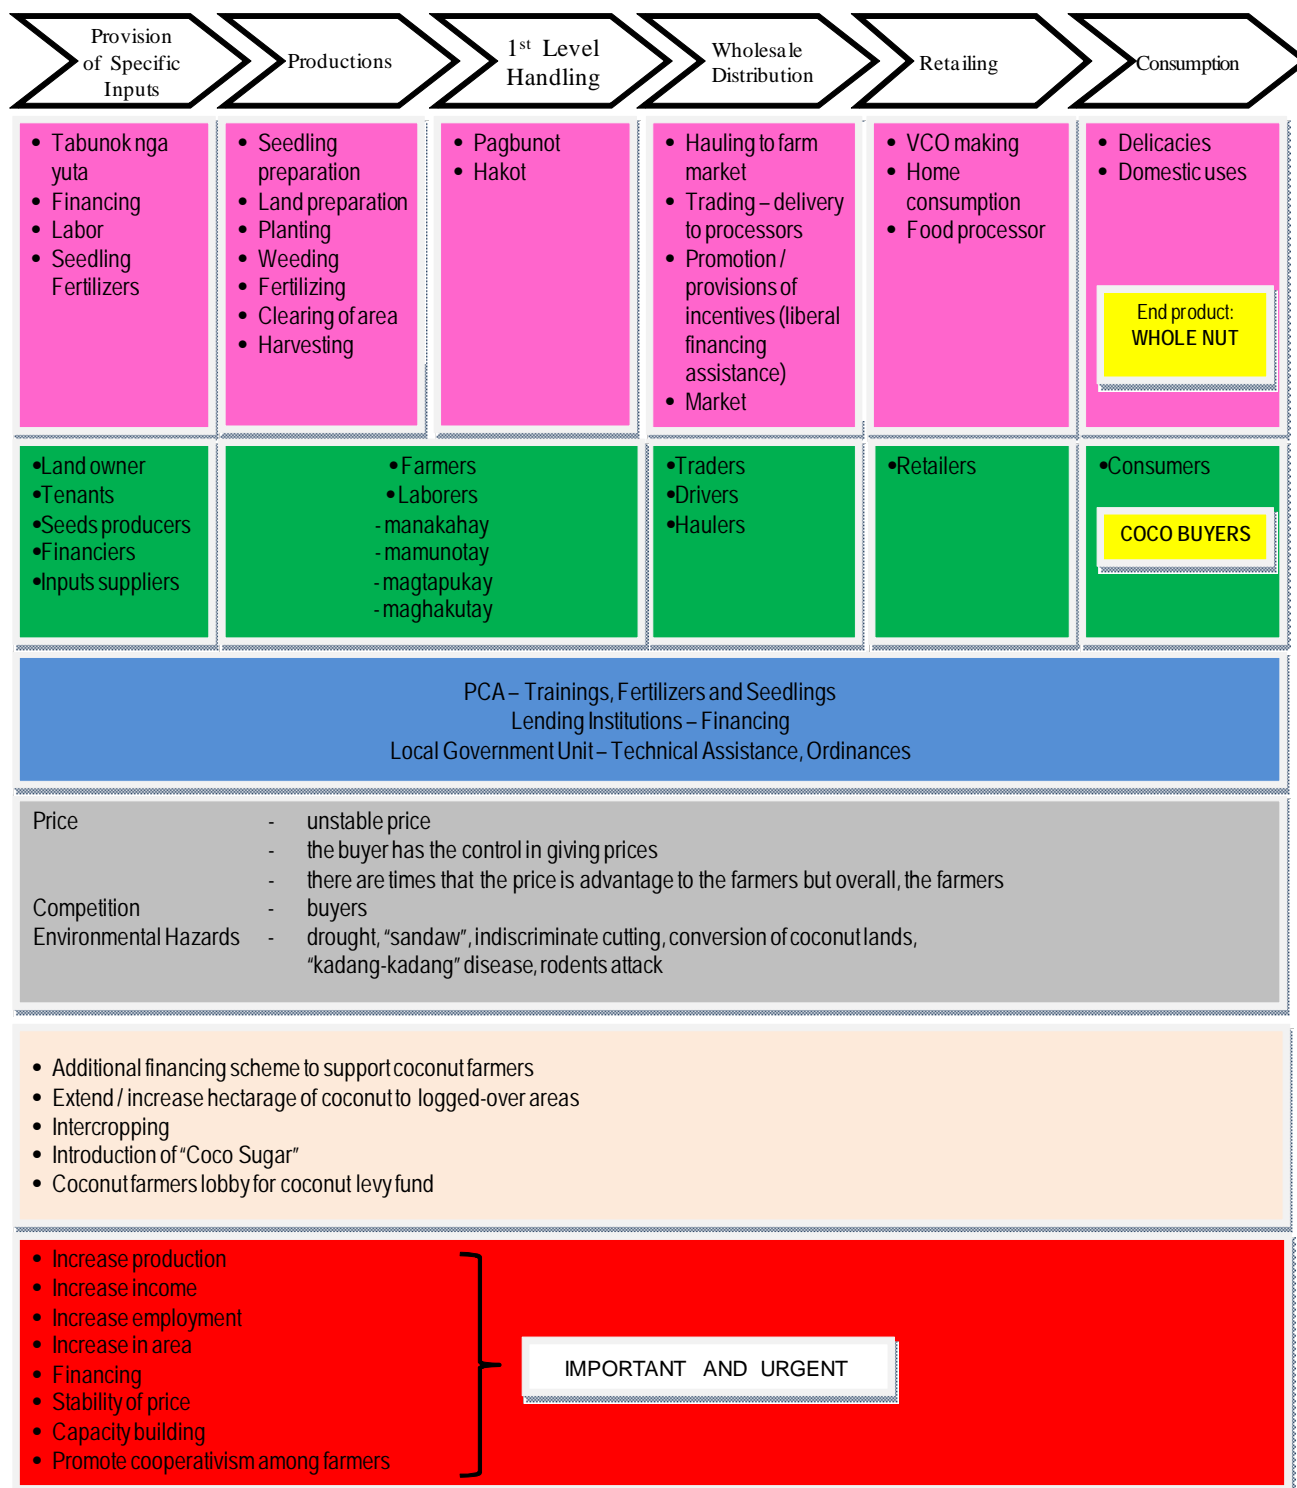 Provision
of Specific
Inputs
Productions
1st Level
Handling
Wholesale
Distribution
Retailing
Consumption
• Tabunok nga
yuta
• Financing
• Labor
• Seedling
Fertilizers
• Seedling
preparation
• Land preparation
• Planting
• Weeding
• Fertilizing
• Clearing of area
• Harvesting
• Pagbunot
• Hakot
• Hauling to farm
market
• Trading – delivery
to processors
• Promotion /
provisions of
incentives (liberal
financing
assistance)
• Market
• VCO making
• Home
consumption
• Food processor
• Delicacies
• Domestic uses
End product:
WHOLE NUT
•Land owner
•Tenants
•Seeds producers
•Financiers
•Inputs suppliers
•Farmers
•Laborers
- manakahay
- mamunotay
- magtapukay
- maghakutay
•Traders
•Drivers
•Haulers
•Retailers
•Consumers
COCO BUYERS
PCA – Trainings, Fertilizers and Seedlings
Lending Institutions – Financing
Local Government Unit – Technical Assistance, Ordinances
Price - unstable price
- the buyer has the control in giving prices
- there are times that the price is advantage to the farmers but overall, the farmers
Competition - buyers
Environmental Hazards - drought, “sandaw”, indiscriminate cutting, conversion of coconut lands,
“kadang-kadang” disease, rodents attack
• Additional financing scheme to support coconut farmers
• Extend / increase hectarage of coconut to logged-over areas
• Intercropping
• Introduction of “Coco Sugar”
• Coconut farmers lobby for coconut levy fund
• Increase production
• Increase income
• Increase employment
• Increase in area
• Financing
• Stability of price
• Capacity building
• Promote cooperativism among farmers
IMPORTANT AND URGENT